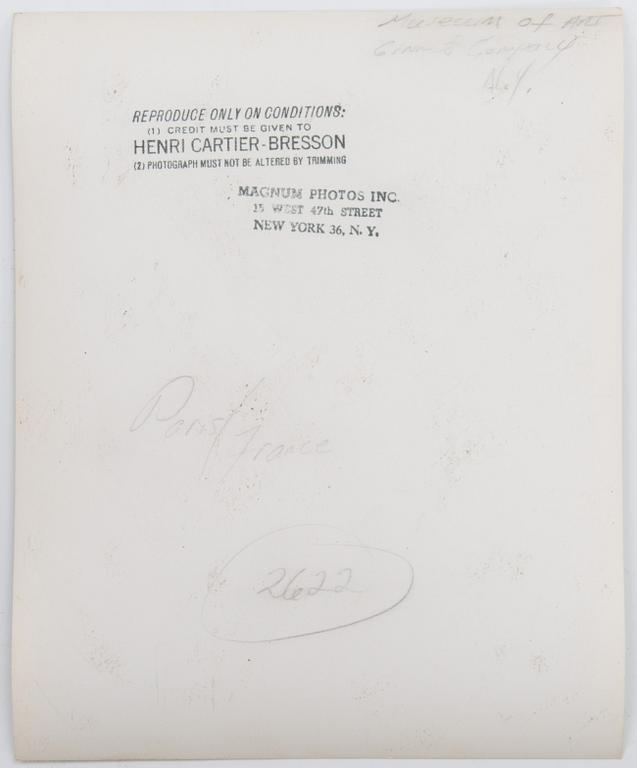 Museum of Art
Company
N.Y.
REPRODUCE ONLY ON CONDITIONS:
(1) CREDIT MUST BE GIVEN TO
HENRI CARTIER-BRESSON
(2) PHOTOGRAPH MUST NOT BE ALTERED BY TRIMMING
MAGNUM PHOTOS INC.
15 WEST 47th STREET
NEW YORK 36, N. Y.
Paris/France
2622